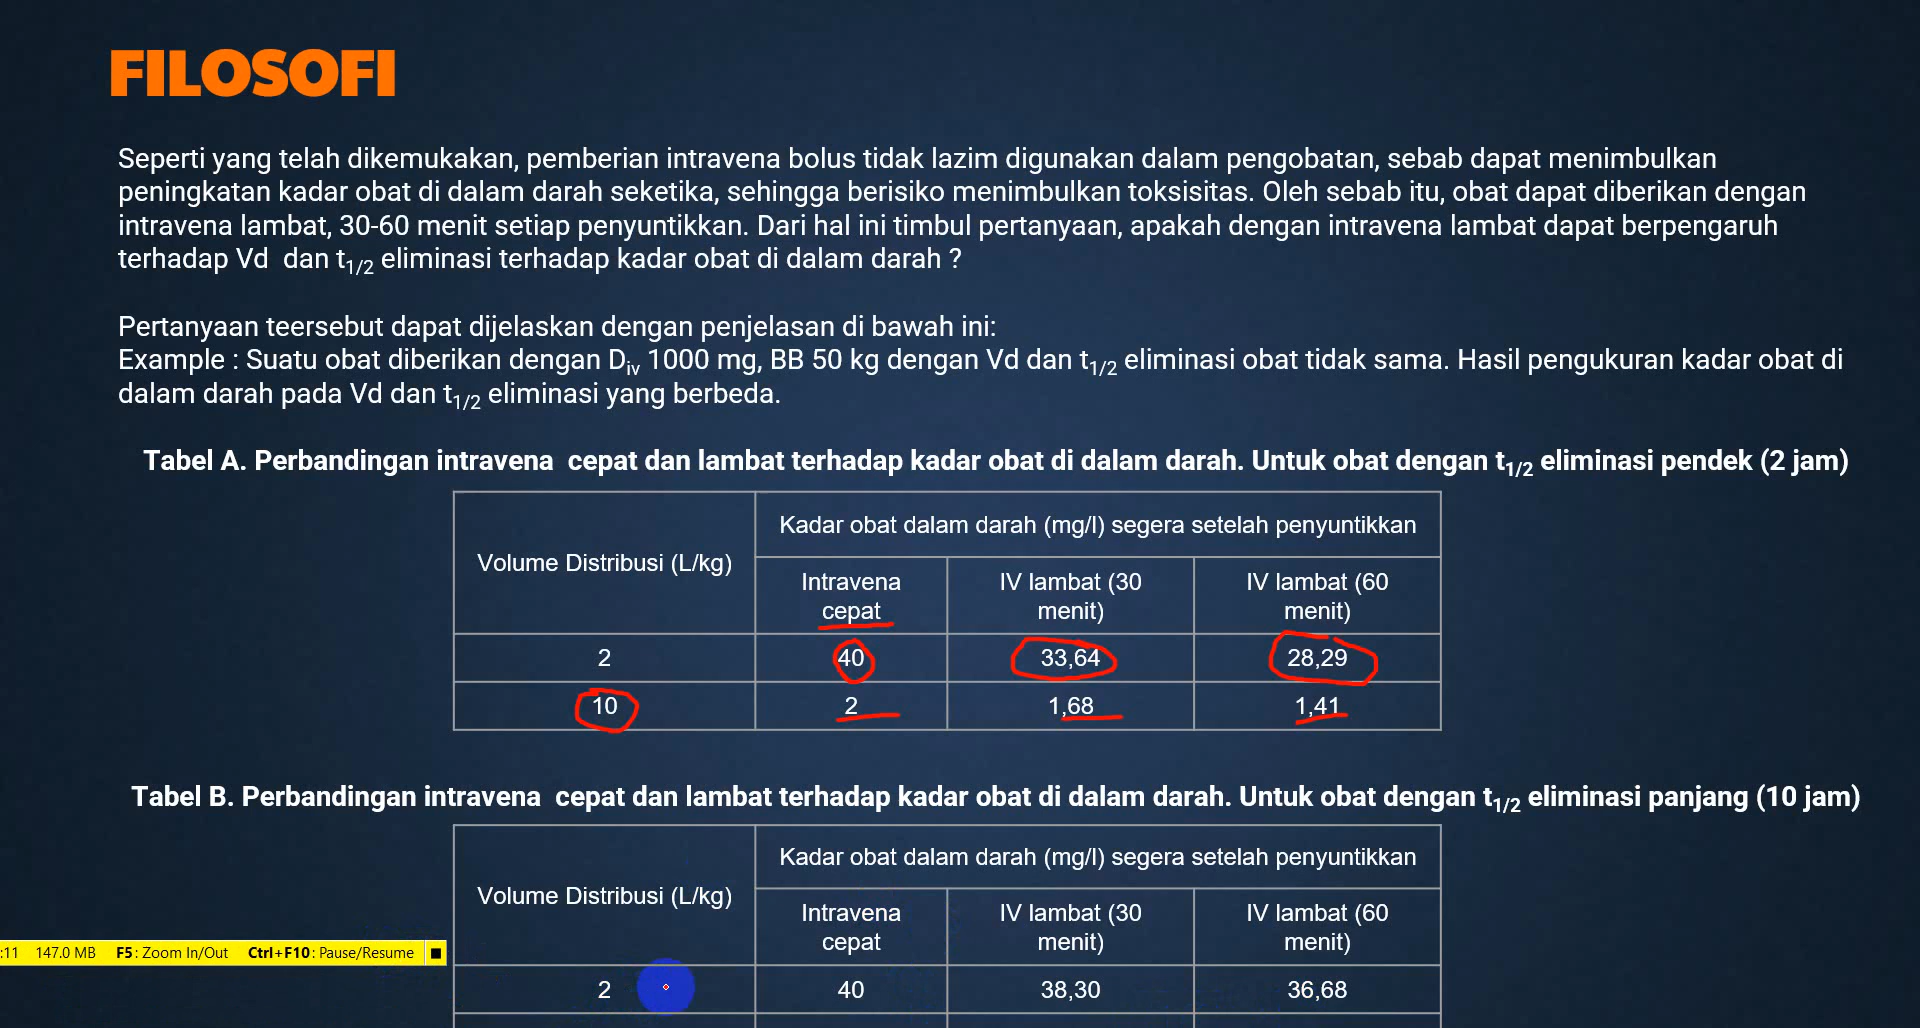 FILOSOFI
Seperti yang telah dikemukakan, pemberian intravena bolus tidak lazim digunakan dalam pengobatan, sebab dapat menimbulkan
peningkatan kadar obat di dalam darah seketika, sehingga berisiko menimbulkan toksisitas. Oleh sebab itu, obat dapat diberikan dengan
intravena lambat, 30-60 menit setiap penyuntikkan. Dari hal ini timbul pertanyaan, apakah dengan intravena lambat dapat berpengaruh
terhadap Vd dan t1/2 eliminasi terhadap kadar obat di dalam darah ?
Pertanyaan teersebut dapat dijelaskan dengan penjelasan di bawah ini:
Example : Suatu obat diberikan dengan Div 1000 mg, BB 50 kg dengan Vd dan t1/2 eliminasi obat tidak sama. Hasil pengukuran kadar obat di
dalam darah pada Vd dan t1/2 eliminasi yang berbeda.
Tabel A. Perbandingan intravena cepat dan lambat terhadap kadar obat di dalam darah. Untuk obat dengan t1/2 eliminasi pendek (2 jam)
Volume Distribusi (L/kg)
Kadar obat dalam darah (mg/l) segera setelah penyuntikkan
Intravena
cepat
IV lambat (30
menit)
IV lambat (60
menit)
2 40 33,64 28,29
10 2 1,68 1,41
Tabel B. Perbandingan intravena cepat dan lambat terhadap kadar obat di dalam darah. Untuk obat dengan t1/2 eliminasi panjang (10 jam)
Volume Distribusi (L/kg)
Kadar obat dalam darah (mg/l) segera setelah penyuntikkan
Intravena
cepat
IV lambat (30
menit)
IV lambat (60
menit)
:11 147.0 MB F5: Zoom In/Out Ctrl+F10: Pause/Resume
2 40 38,30 36,68